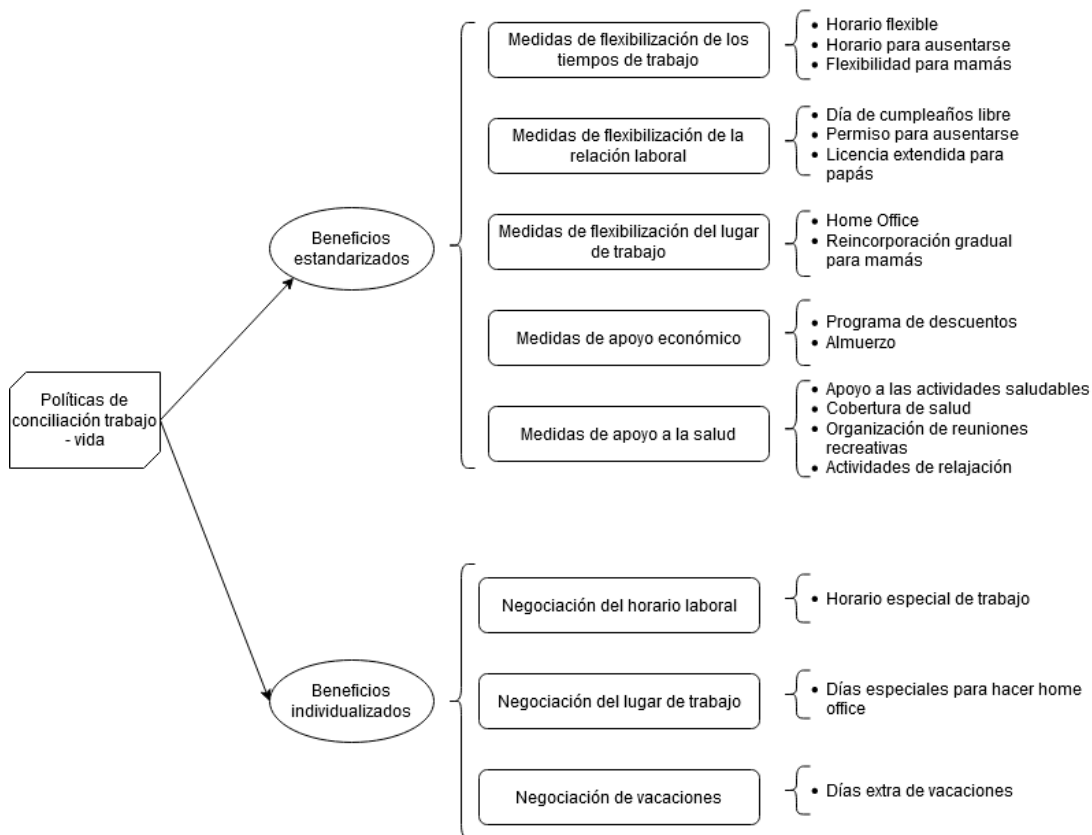 Políticas de
conciliación trabajo
- vida
Beneficios
estandarizados
Medidas de flexibilización de los
tiempos de trabajo
• Horario flexible
• Horario para ausentarse
• Flexibilidad para mamás
Medidas de flexibilización de la
relación laboral
• Día de cumpleaños libre
• Permiso para ausentarse
• Licencia extendida para
papás
Medidas de flexibilización del lugar
de trabajo
• Home Office
• Reincorporación gradual
para mamás
Medidas de apoyo económico
• Programa de descuentos
• Almuerzo
Medidas de apoyo a la salud
• Apoyo a las actividades saludables
• Cobertura de salud
• Organización de reuniones
recreativas
• Actividades de relajación
Beneficios
individualizados
Negociación del horario laboral
• Horario especial de trabajo
Negociación del lugar de trabajo
• Días especiales para hacer home
office
Negociación de vacaciones
• Días extra de vacaciones